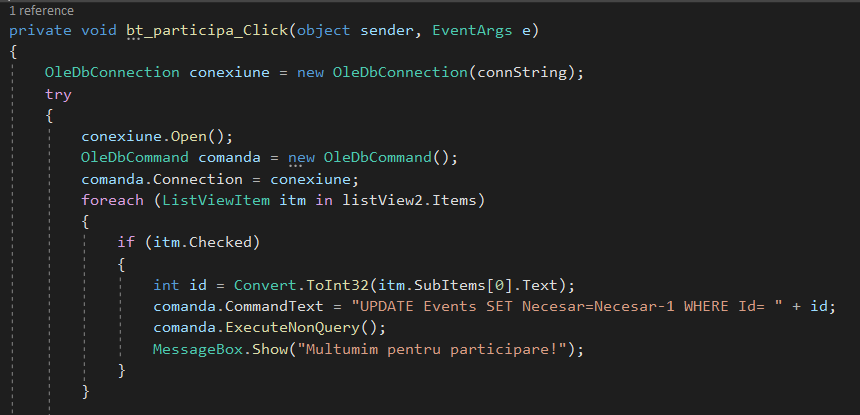 1 reference
private void bt_participa_Click(object sender, EventArgs e)
{
OleDbConnection conexiune = new OleDbConnection(connString);
try
{
conexiune.Open();
OleDbCommand comanda = new OleDbCommand();
comanda.Connection = conexiune;
foreach (ListViewItem itm in listView2.Items)
{
if (itm.Checked)
{
int id = Convert.ToInt32(itm.SubItems[0].Text);
comanda.CommandText = "UPDATE Events SET Necesar=Necesar-1 WHERE Id= " + id;
comanda.ExecuteNonQuery();
MessageBox.Show("Multumim pentru participare!");
}
}